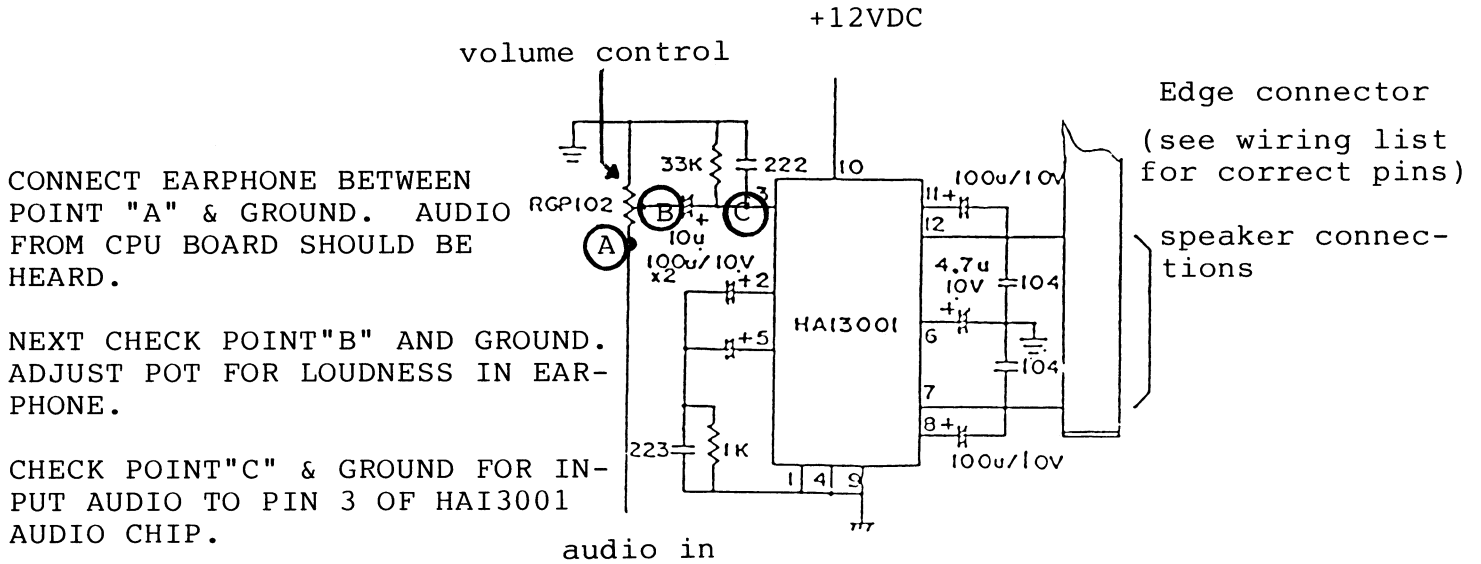 +12VDC
volume control
Edge connector
(see wiring list
for correct pins)
speaker connec-
tions
CONNECT EARPHONE BETWEEN
POINT "A" & GROUND. AUDIO
FROM CPU BOARD SHOULD BE
HEARD.
NEXT CHECK POINT"B" AND GROUND.
ADJUST POT FOR LOUDNESS IN EAR-
PHONE.
CHECK POINT"C" & GROUND FOR IN-
PUT AUDIO TO PIN 3 OF HAI3001
AUDIO CHIP.
33K
222
10
3
RGP102
B
C
A
+
10u
100u/10V
x2
+2
+5
HA13001
223
1K
1
4
9
11+
100u/10V
12
4.7u
10V
104
+
6
104
7
8+
100u/10V
audio in